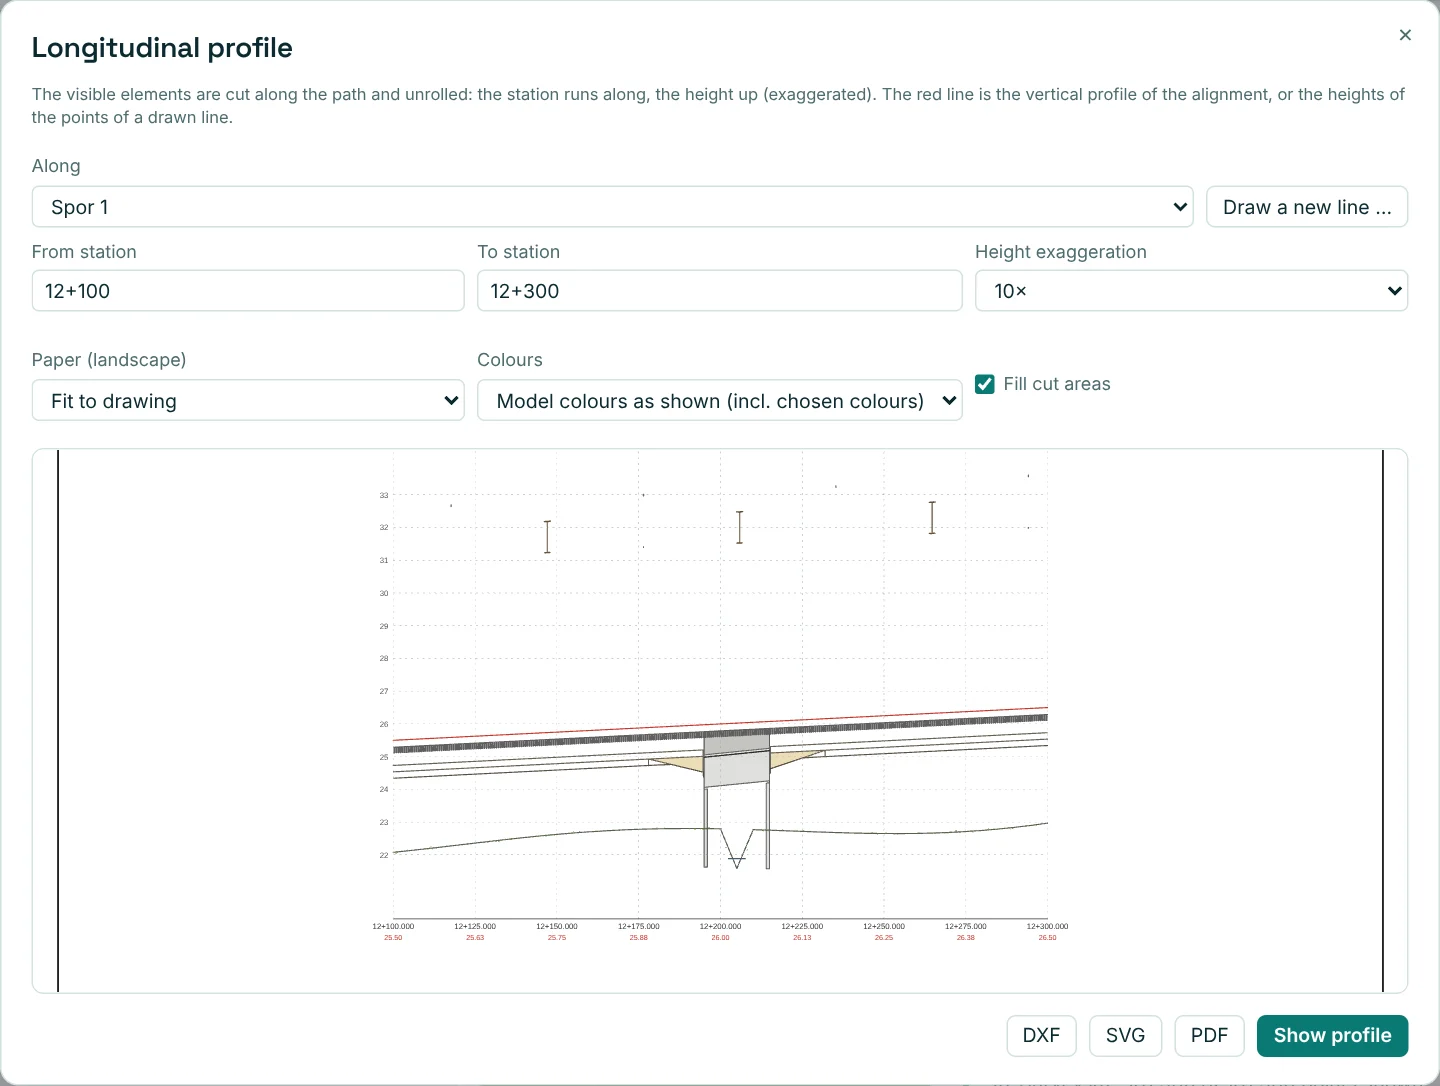 Longitudinal profile
×
The visible elements are cut along the path and unrolled: the station runs along, the height up (exaggerated). The red line is the vertical profile of the alignment, or the heights of
the points of a drawn line.
Along
Spor 1
Draw a new line ...
From station
To station
Height exaggeration
12+100
12+300
10×
Paper (landscape)
Colours
Fit to drawing
Model colours as shown (incl. chosen colours)
Fill cut areas
33
32
31
30
29
28
27
26
25
24
23
22
12+100.000 12+125.000 12+150.000 12+175.000 12+200.000 12+225.000 12+250.000 12+275.000 12+300.000
25.50 25.63 25.75 25.88 26.00 26.13 26.25 26.38 26.50
DXF
SVG
PDF
Show profile